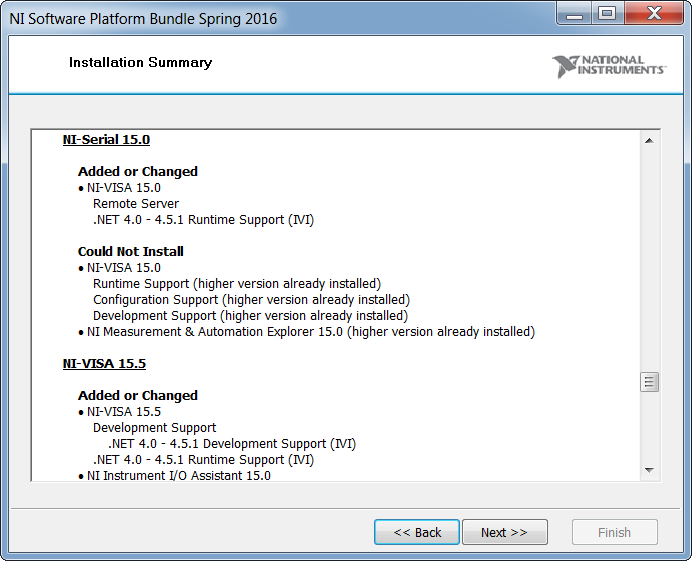 NI Software Platform Bundle Spring 2016
Installation Summary
NATIONAL
INSTRUMENTS™
NI-Serial 15.0
Added or Changed
• NI-VISA 15.0
Remote Server
.NET 4.0 - 4.5.1 Runtime Support (IVI)
Could Not Install
• NI-VISA 15.0
Runtime Support (higher version already installed)
Configuration Support (higher version already installed)
Development Support (higher version already installed)
• NI Measurement & Automation Explorer 15.0 (higher version already installed)
NI-VISA 15.5
Added or Changed
• NI-VISA 15.5
Development Support
.NET 4.0 - 4.5.1 Development Support (IVI)
.NET 4.0 - 4.5.1 Runtime Support (IVI)
• NI Instrument I/O Assistant 15.0
<< Back
Next >>
Finish